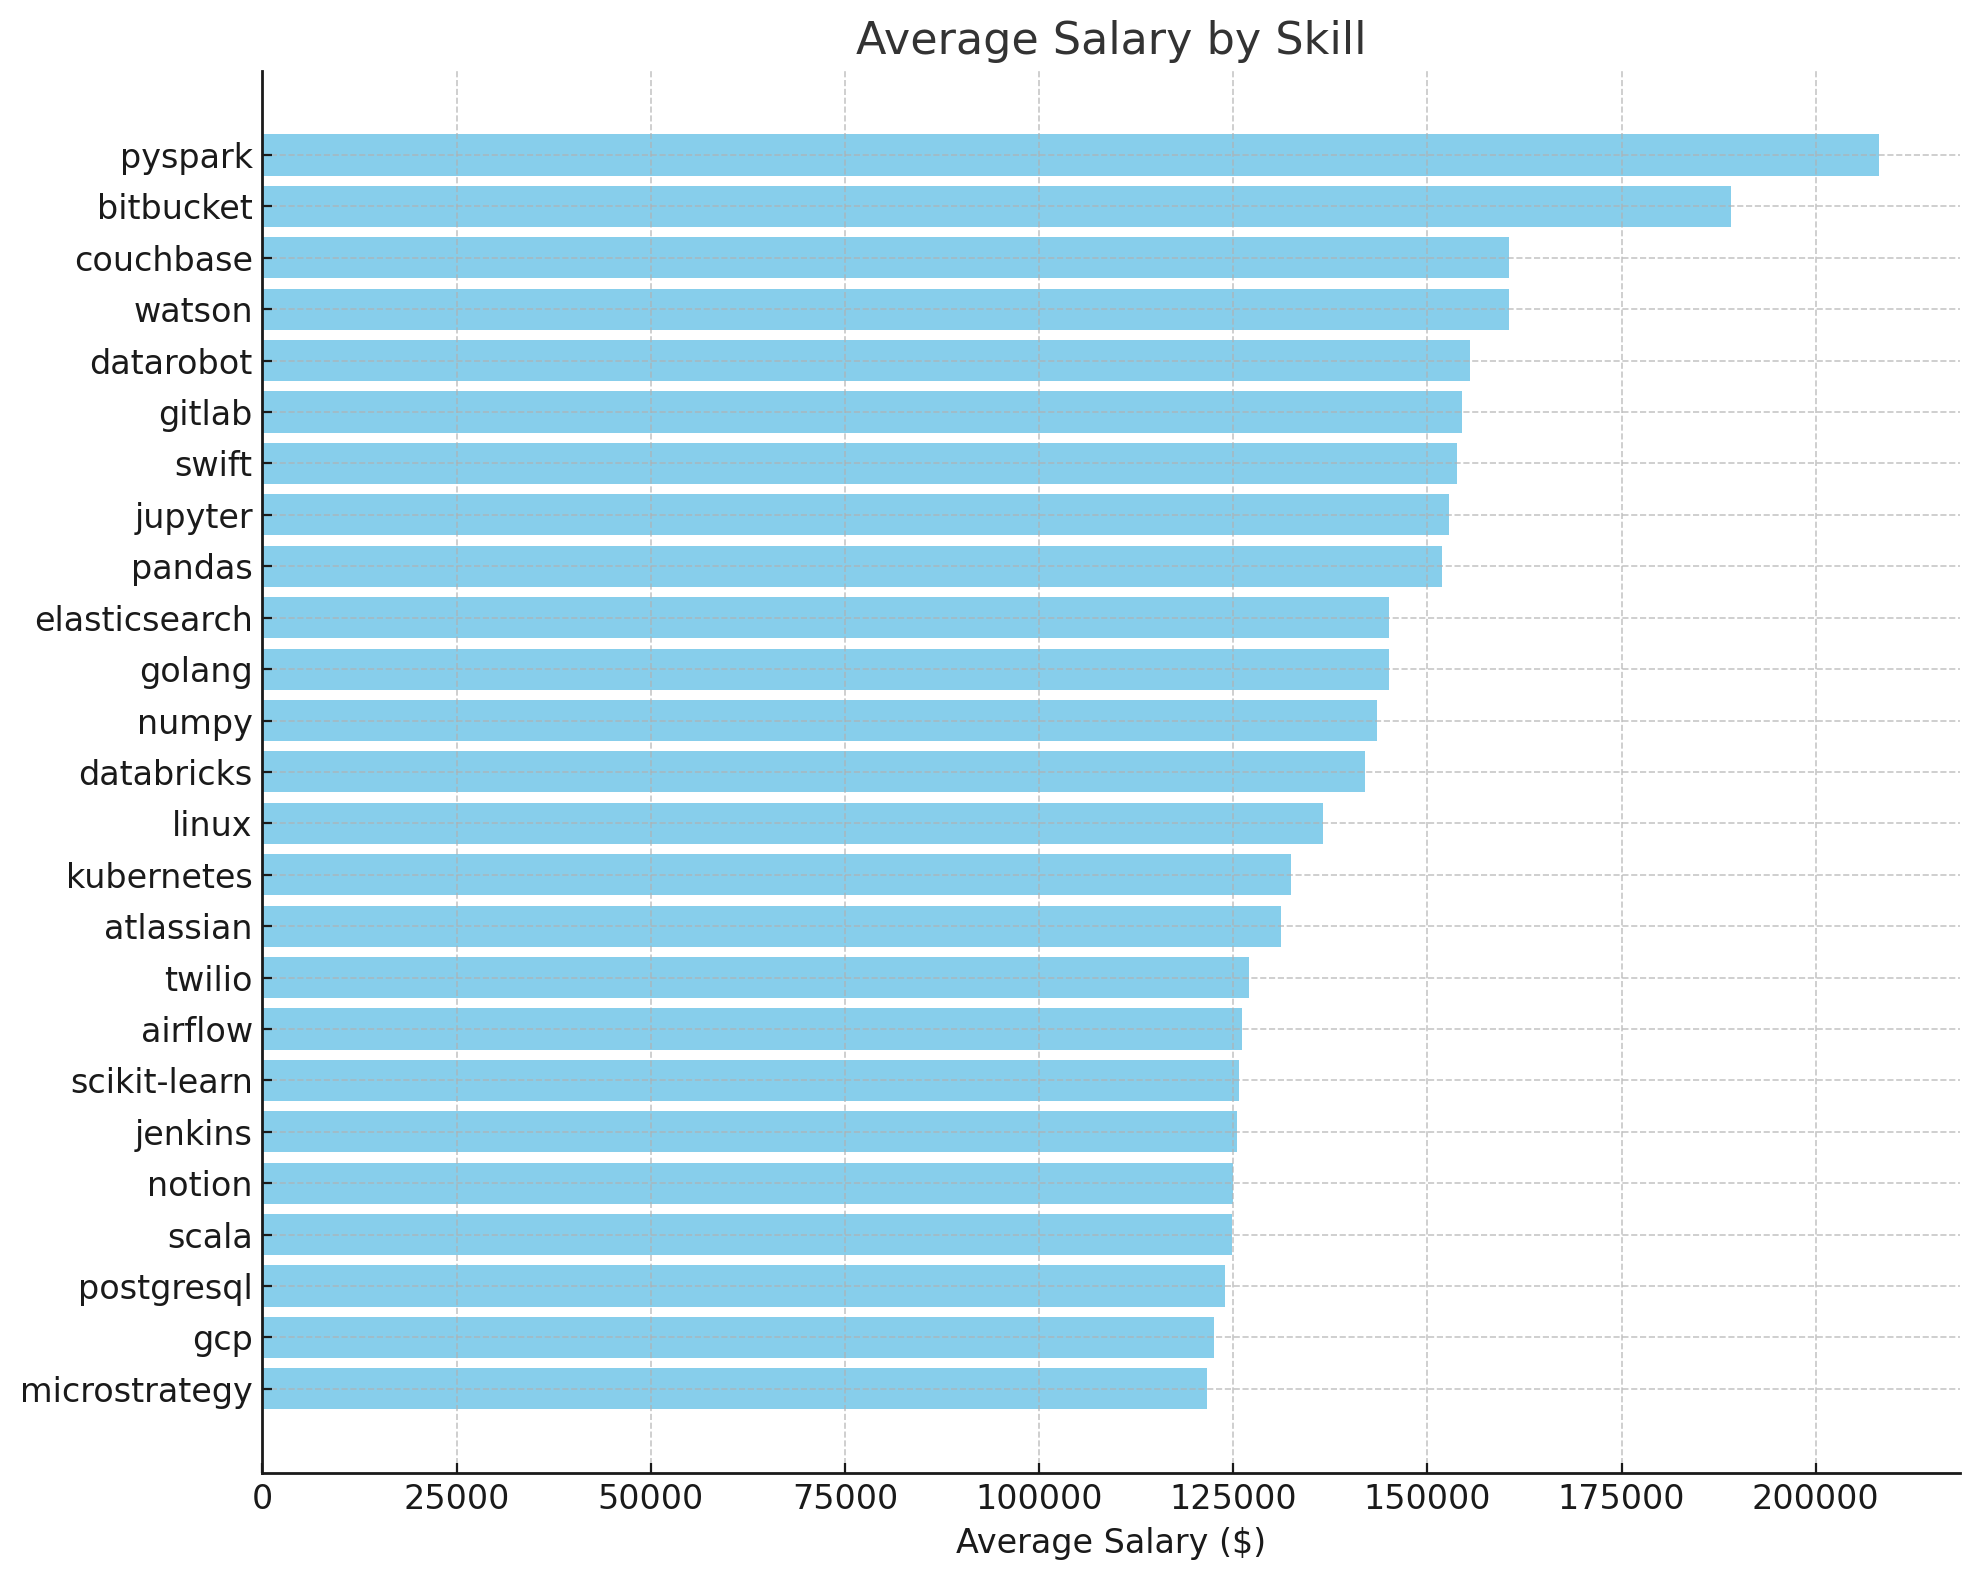 Average Salary by Skill
pyspark
bitbucket
couchbase
watson
datarobot
gitlab
swift
jupyter
pandas
elasticsearch
golang
numpy
databricks
linux
kubernetes
atlassian
twilio
airflow
scikit-learn
jenkins
notion
scala
postgresql
gcp
microstrategy
0 25000 50000 75000 100000 125000 150000 175000 200000
Average Salary ($)